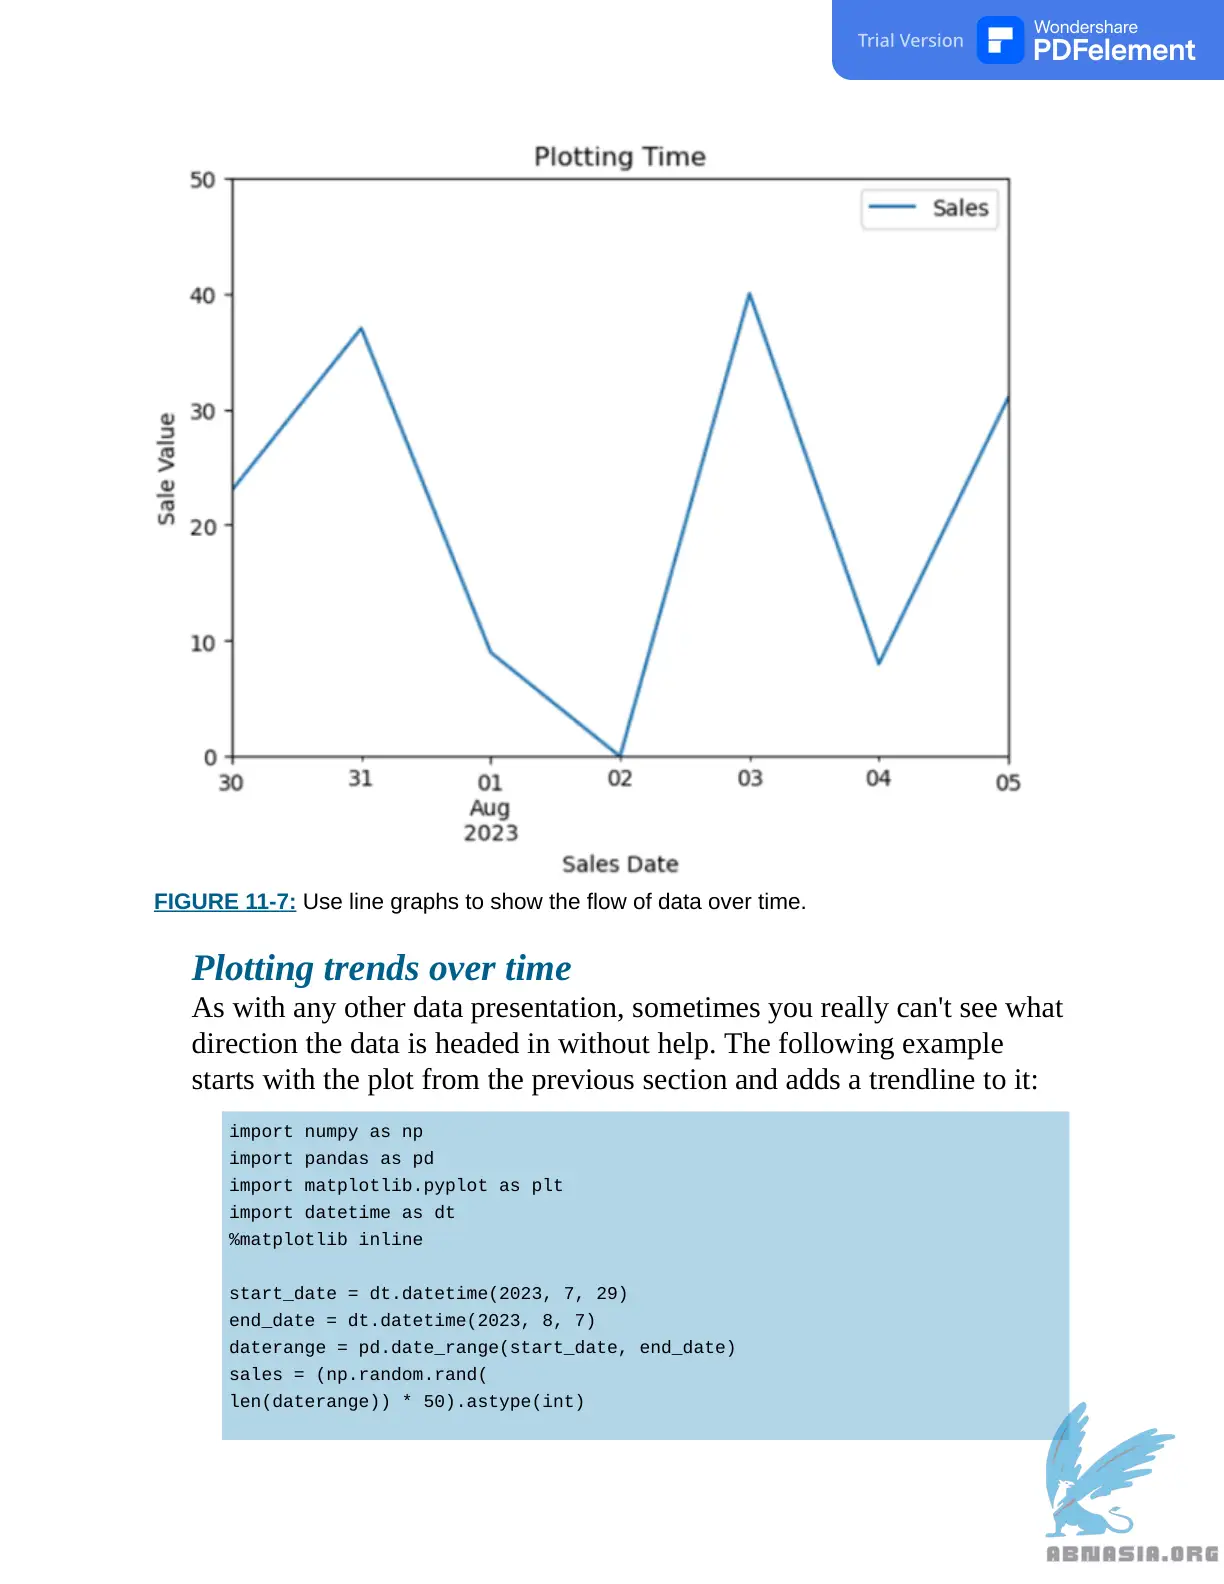 Trial Version
Wondershare
PDFelement
Plotting Time
50
Sales
40
30
Sale Value
20
10
0
30
31
01
02
03
04
05
Aug
2023
Sales Date
FIGURE 11-7: Use line graphs to show the flow of data over time.
Plotting trends over time
As with any other data presentation, sometimes you really can't see what
direction the data is headed in without help. The following example
starts with the plot from the previous section and adds a trendline to it:
import numpy as np
import pandas as pd
import matplotlib.pyplot as plt
import datetime as dt
%matplotlib inline
start_date = dt.datetime(2023, 7, 29)
end_date = dt.datetime(2023, 8, 7)
daterange = pd.date_range(start_date, end_date)
sales = (np.random.rand(
len(daterange)) * 50).astype(int)
ABNASIA.ORG